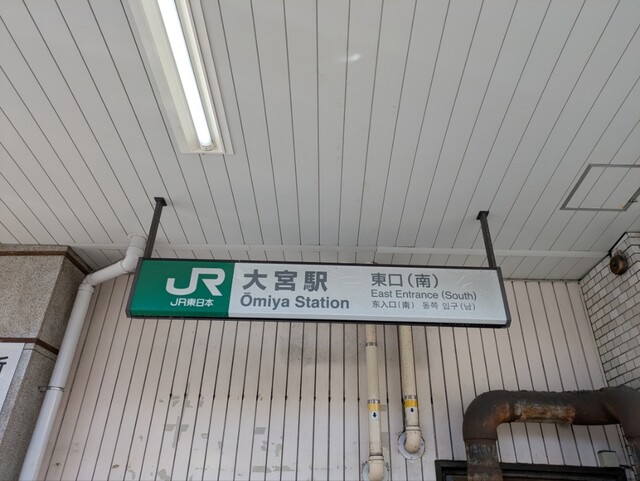 JR
JR東日本
大宮駅
Ōmiya Station
東口(南)
East Entrance (South)
东入口(南) 동쪽 입구(남)
所